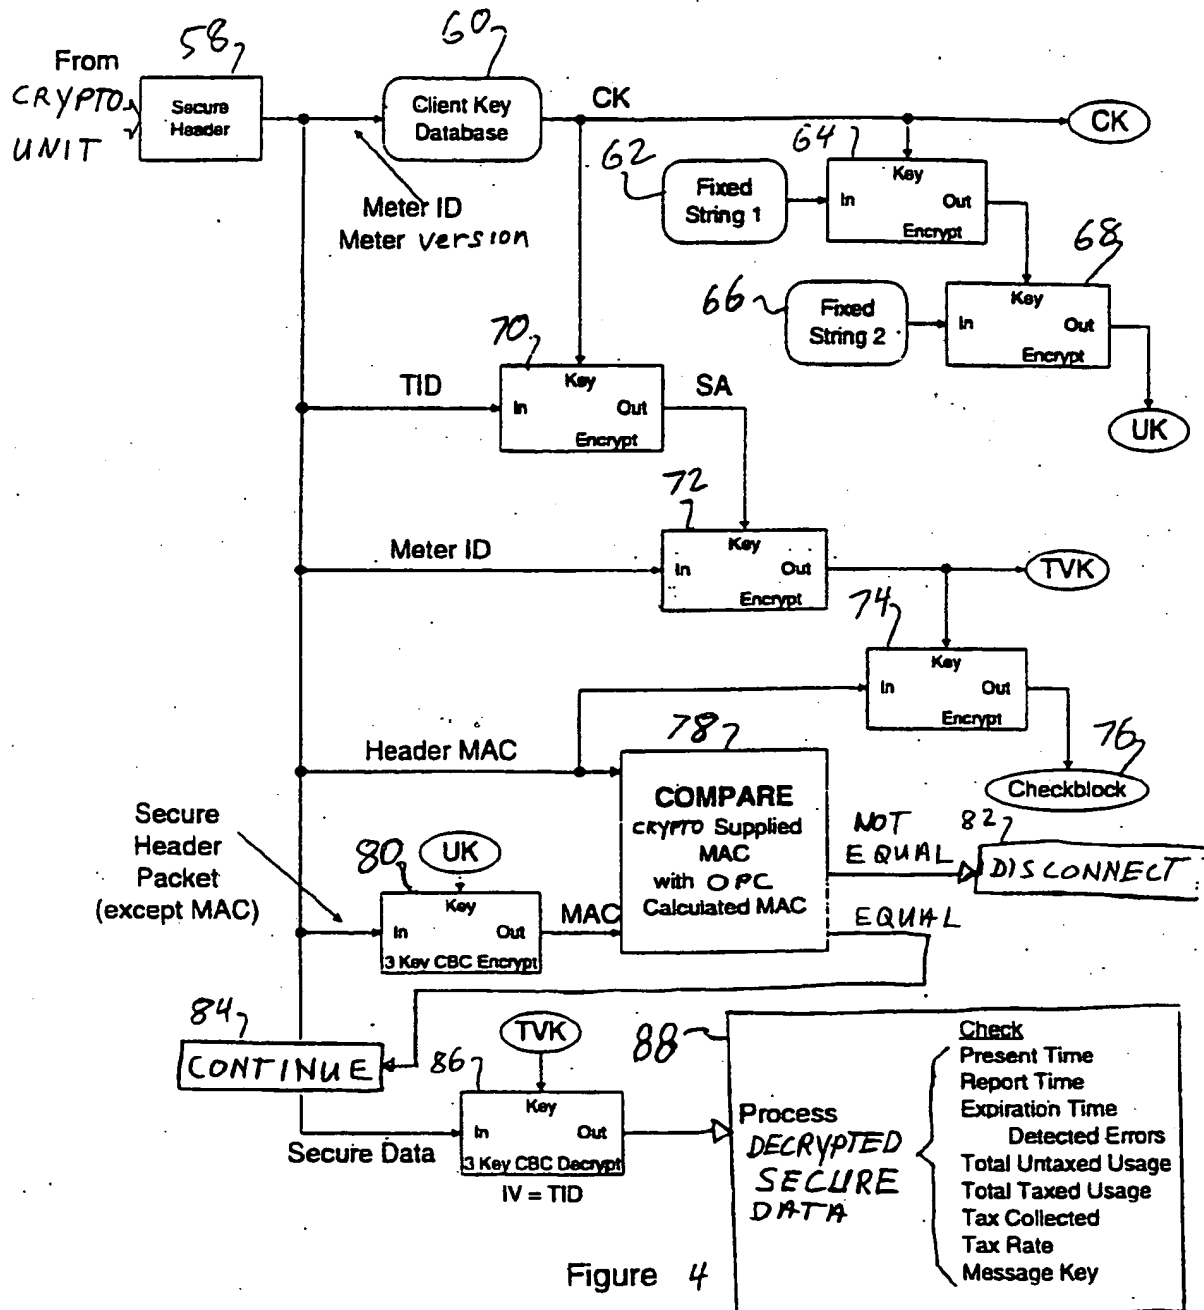 58
60
From
CRYPTO
UNIT
Secure
Header
Client Key
Database
CK
CK
62
64
Fixed
String 1
Key
In
Out
Encrypt
Meter ID
Meter version
66
68
Fixed
String 2
Key
In
Out
Encrypt
UK
70
TID
Key
In
Out
Encrypt
SA
72
Meter ID
Key
In
Out
Encrypt
TVK
74
Key
In
Out
Encrypt
76
Checkblock
Header MAC
78
COMPARE
CRYPTO Supplied
MAC
with OPC
Calculated MAC
NOT
EQUAL
82
DISCONNECT
EQUAL
Secure
Header
Packet
(except MAC)
80
UK
Key
In
Out
3 Key CBC Encrypt
MAC
84
CONTINUE
86
TVK
Key
In
Out
3 Key CBC Decrypt
IV = TID
Secure Data
88
Process
DECRYPTED
SECURE
DATA
Check
Present Time
Report Time
Expiration Time
Detected Errors
Total Untaxed Usage
Total Taxed Usage
Tax Collected
Tax Rate
Message Key
Figure 4